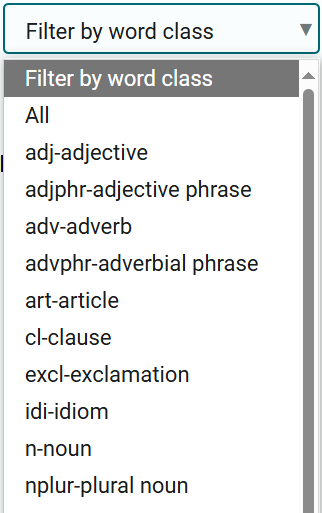 Filter by word class ▼
Filter by word class
All
adj-adjective
adjphr-adjective phrase
adv-adverb
advphr-adverbial phrase
art-article
cl-clause
excl-exclamation
idi-idiom
n-noun
nplur-plural noun